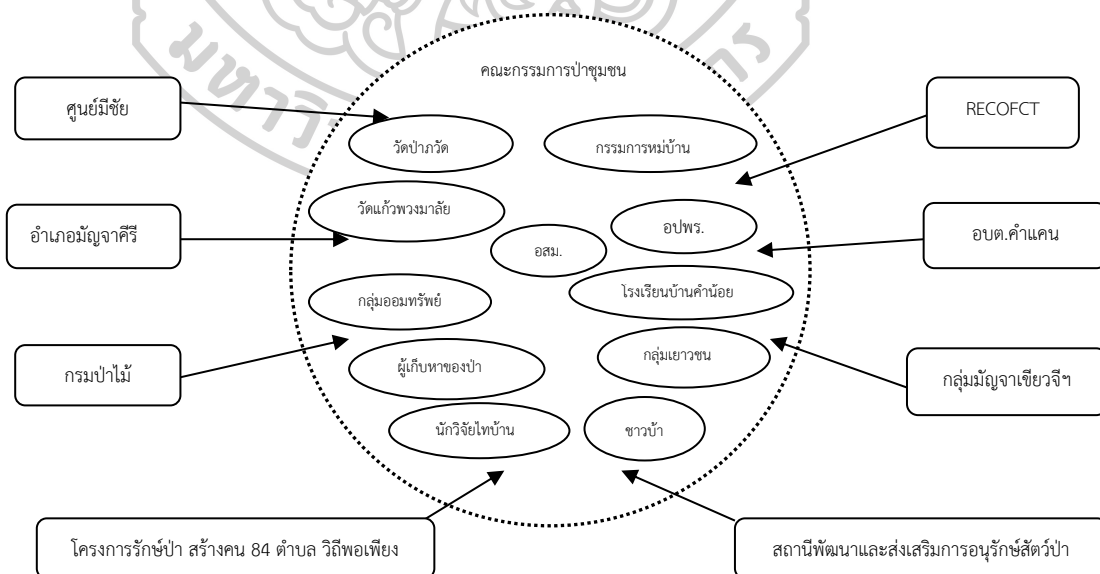 คณะกรรมการป่าชุมชน
ศูนย์มีชัย
RECOFCT
วัดป่าภวัด
กรรมการหม่บ้าน
วัดแก้วพวงมาลัย
อปพร.
อำเภอมัญจาคีรี
อบต.คำแคน
อสม.
กลุ่มออมทรัพย์
โรงเรียนบ้านคำน้อย
กลุ่มเยาวชน
ผู้เก็บหาของป่า
กรมป่าไม้
กลุ่มมัญจาเขียวจีฯ
นักวิจัยไทบ้าน
ชาวบ้า
โครงการรักษ์ป่า สร้างคน 84 ตำบล วิถีพอเพียง
สถานีพัฒนาและส่งเสริมการอนุรักษ์สัตว์ป่า